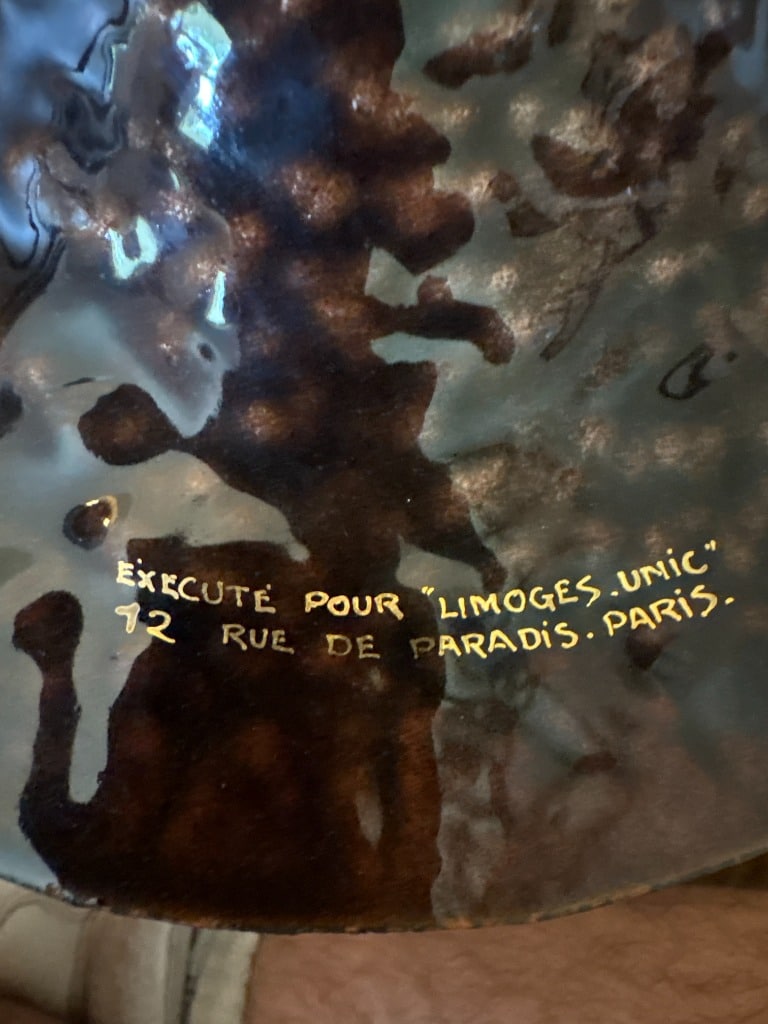 EXECUTÉ POUR "LIMOGES.UNIC"
12 RUE DE PARADIS. PARIS.